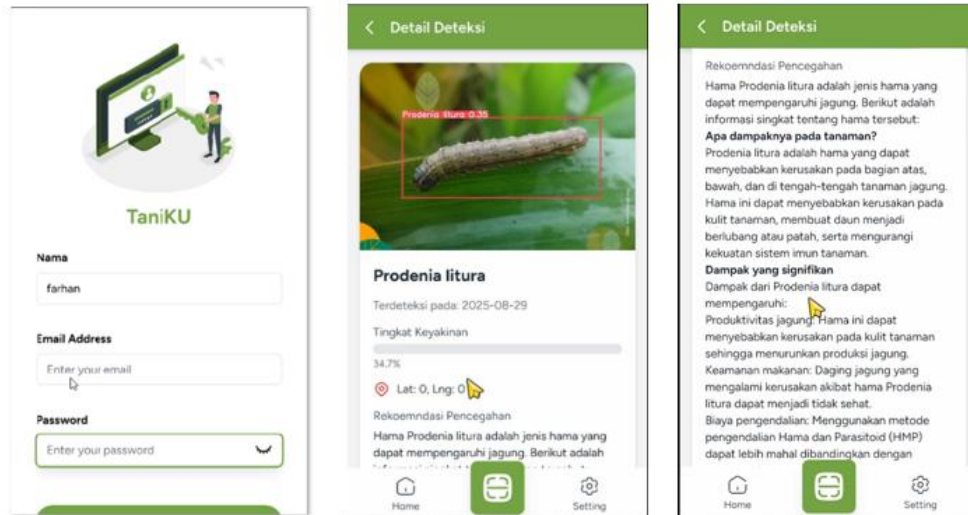 TaniKU
Nama
farhan
Email Address
Enter your email
Password
Enter your password
Detail Deteksi
Prodenia litura 0.35
Prodenia litura
Terdeteksi pada: 2025-08-29
Tingkat Keyakinan
34.7%
Lat: 0, Lng: 0
Rekoemndasi Pencegahan
Hama Prodenia litura adalah jenis hama yang
dapat mempengaruhi jagung. Berikut adalah
Home
Setting
Detail Deteksi
Rekoemndasi Pencegahan
Hama Prodenia litura adalah jenis hama yang
dapat mempengaruhi jagung. Berikut adalah
informasi singkat tentang hama tersebut:
Apa dampaknya pada tanaman?
Prodenia litura adalah hama yang dapat
menyebabkan kerusakan pada bagian atas,
bawah, dan di tengah-tengah tanaman jagung.
Hama ini dapat menyebabkan kerusakan pada
kulit tanaman, membuat daun menjadi
berlubang atau patah, serta mengurangi
kekuatan sistem imun tanaman.
Dampak yang signifikan
Dampak dari Prodenia litura dapat
mempengaruhi:
Produktivitas jagung: Hama ini dapat
menyebabkan kerusakan pada kulit tanaman
sehingga menurunkan produksi jagung.
Keamanan makanan: Daging jagung yang
mengalami kerusakan akibat hama Prodenia
litura dapat menjadi tidak sehat.
Biaya pengendalian: Menggunakan metode
pengendalian Hama dan Parasitoid (HMP)
dapat lebih mahal dibandingkan dengan
Home
Setting